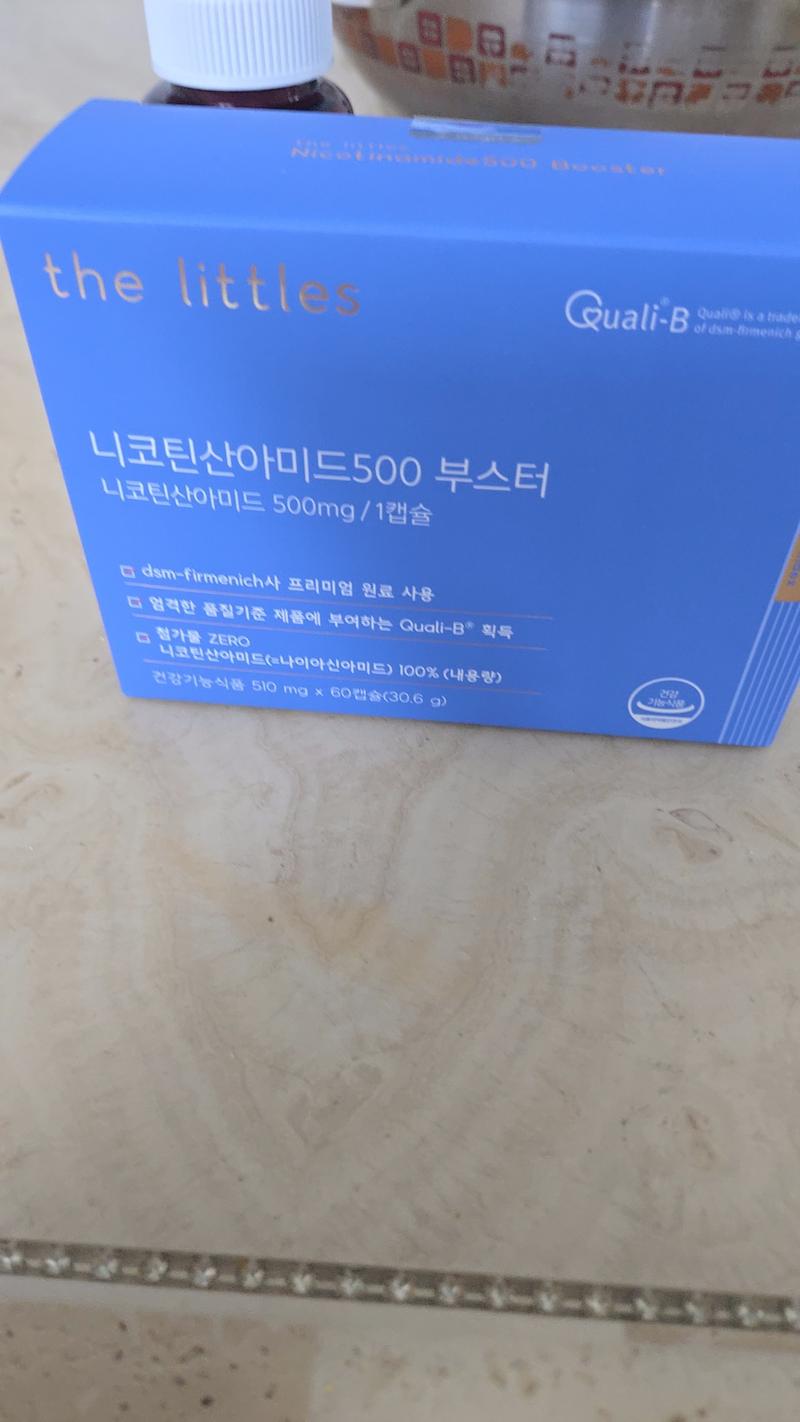 the littles
Nicotinamide500 Booster
the littles
Quali-B® Quali® is a
of dsm-firmenich
니코틴산아미드500 부스터
니코틴산아미드 500mg / 1캡슐
dsm-firmenich사 프리미엄 원료 사용
엄격한 품질기준 제품에 부여하는 Quali-B® 획득
첨가물 ZERO
니코틴산아미드(=나이아신아미드) 100% (내용량)
건강기능식품 510 mg x 60캡슐(30.6 g)
건강
기능식품